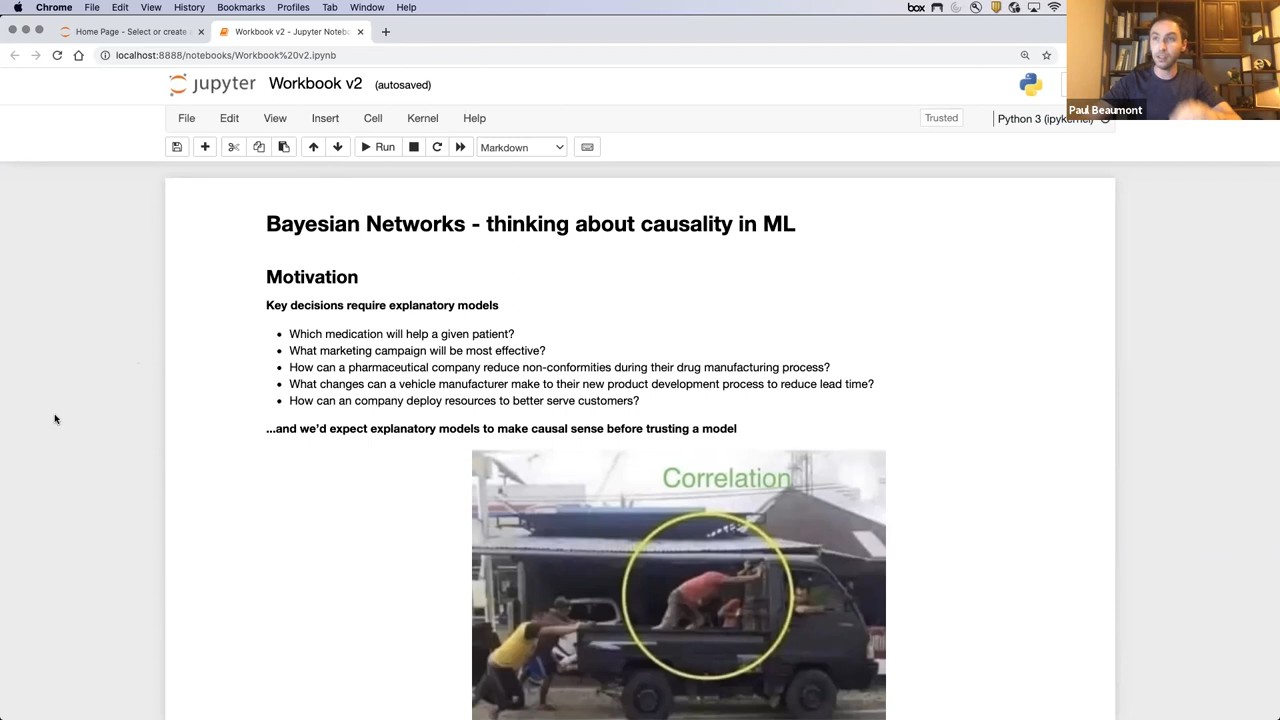 Chrome File Edit View History Bookmarks Profiles Tab Window Help box
Home Page - Select or create a Workbook v2 - Jupyter Notebo
localhost:8888/notebooks/Workbook%20v2.ipynb
jupyter Workbook v2 (autosaved)
Paul Beaumont
File Edit View Insert Cell Kernel Help Trusted Python 3 (ipykernel)
Run Markdown
Bayesian Networks - thinking about causality in ML
Motivation
Key decisions require explanatory models
• Which medication will help a given patient?
• What marketing campaign will be most effective?
• How can a pharmaceutical company reduce non-conformities during their drug manufacturing process?
• What changes can a vehicle manufacturer make to their new product development process to reduce lead time?
• How can an company deploy resources to better serve customers?
...and we'd expect explanatory models to make causal sense before trusting a model
Correlation